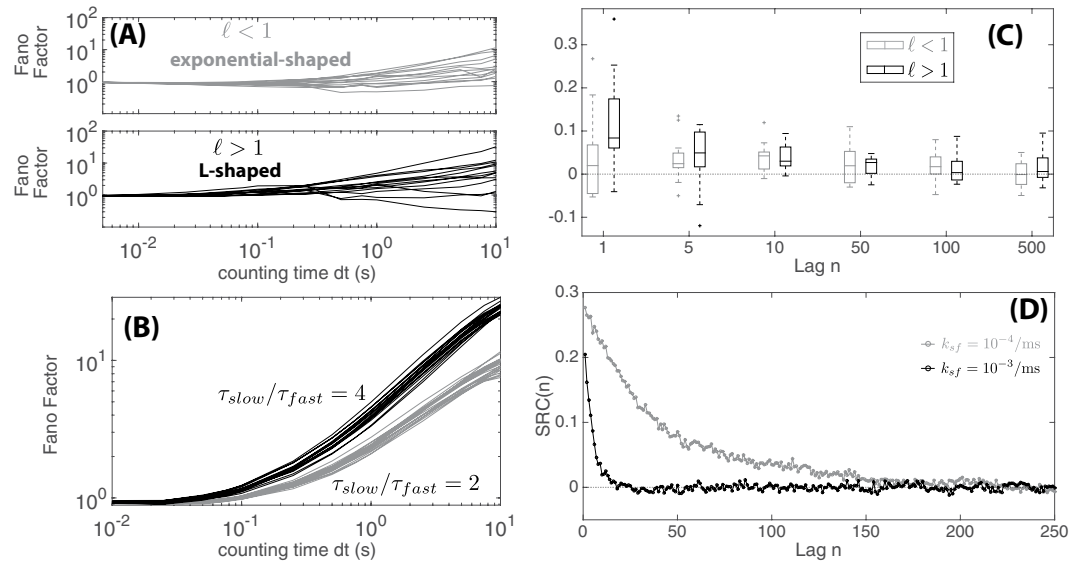 (A)
Fano
Factor
10^2
10^0
ℓ < 1
exponential-shaped
10^-2 10^-1 10^0 10^1
Fano
Factor
10^2
10^0
ℓ > 1
L-shaped
10^-2 10^-1 10^0 10^1
counting time dt (s)
(B)
Fano Factor
10^1
10^0
τ_slow/τ_fast = 4
τ_slow/τ_fast = 2
10^-2 10^-1 10^0 10^1
counting time dt (s)
(C)
ℓ < 1
ℓ > 1
0.3
0.2
0.1
0
-0.1
1 5 10 50 100 500
Lag n
(D)
SRC(n)
0.3
0.2
0.1
0
k_sf = 10^-4/ms
k_sf = 10^-3/ms
0 50 100 150 200 250
Lag n